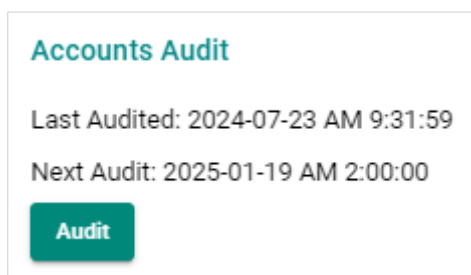 Accounts Audit
Last Audited: 2024-07-23 AM 9:31:59
Next Audit: 2025-01-19 AM 2:00:00
Audit